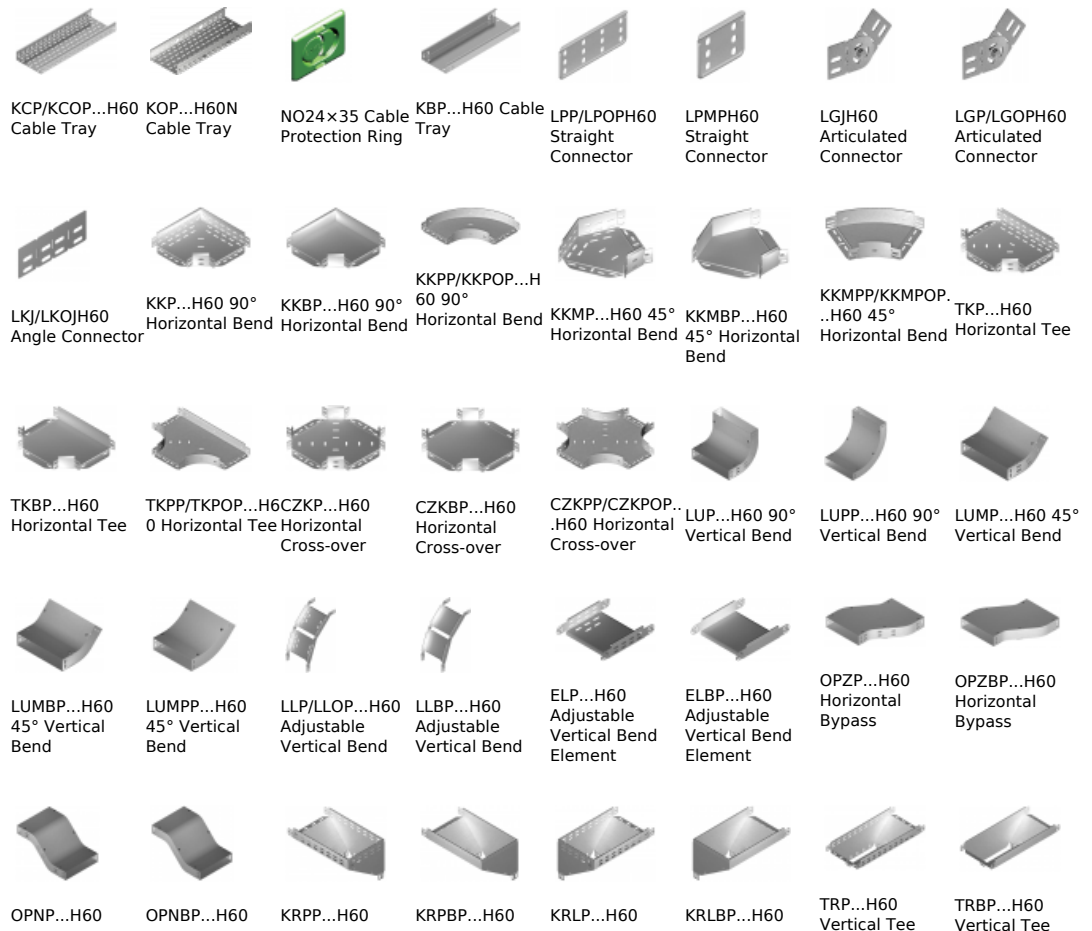 KCP/KCOP...H60
Cable Tray
KOP...H60N
Cable Tray
NO24×35 Cable
Protection Ring
KBP...H60 Cable
Tray
LPP/LPOPH60
Straight
Connector
LPMPH60
Straight
Connector
LGJH60
Articulated
Connector
LGP/LGOPH60
Articulated
Connector
LKJ/LKOJH60
Angle Connector
KKP...H60 90°
Horizontal Bend
KKBP...H60 90°
Horizontal Bend
KKPP/KKPOP...H
60 90°
Horizontal Bend
KKMP...H60 45°
Horizontal Bend
KKMBP...H60
45° Horizontal
Bend
KKMPP/KKMPOP.
..H60 45°
Horizontal Bend
TKP...H60
Horizontal Tee
TKBP...H60
Horizontal Tee
TKPP/TKPOP...H6
0 Horizontal Tee
CZKP...H60
Horizontal
Cross-over
CZKBP...H60
Horizontal
Cross-over
CZKPP/CZKPOP..
.H60 Horizontal
Cross-over
LUP...H60 90°
Vertical Bend
LUPP...H60 90°
Vertical Bend
LUMP...H60 45°
Vertical Bend
LUMBP...H60
45° Vertical
Bend
LUMPP...H60
45° Vertical
Bend
LLP/LLOP...H60
Adjustable
Vertical Bend
LLBP...H60
Adjustable
Vertical Bend
ELP...H60
Adjustable
Vertical Bend
Element
ELBP...H60
Adjustable
Vertical Bend
Element
OPZP...H60
Horizontal
Bypass
OPZBP...H60
Horizontal
Bypass
OPNP...H60
OPNBP...H60
KRPP...H60
KRPBP...H60
KRLP...H60
KRLBP...H60
TRP...H60
Vertical Tee
TRBP...H60
Vertical Tee